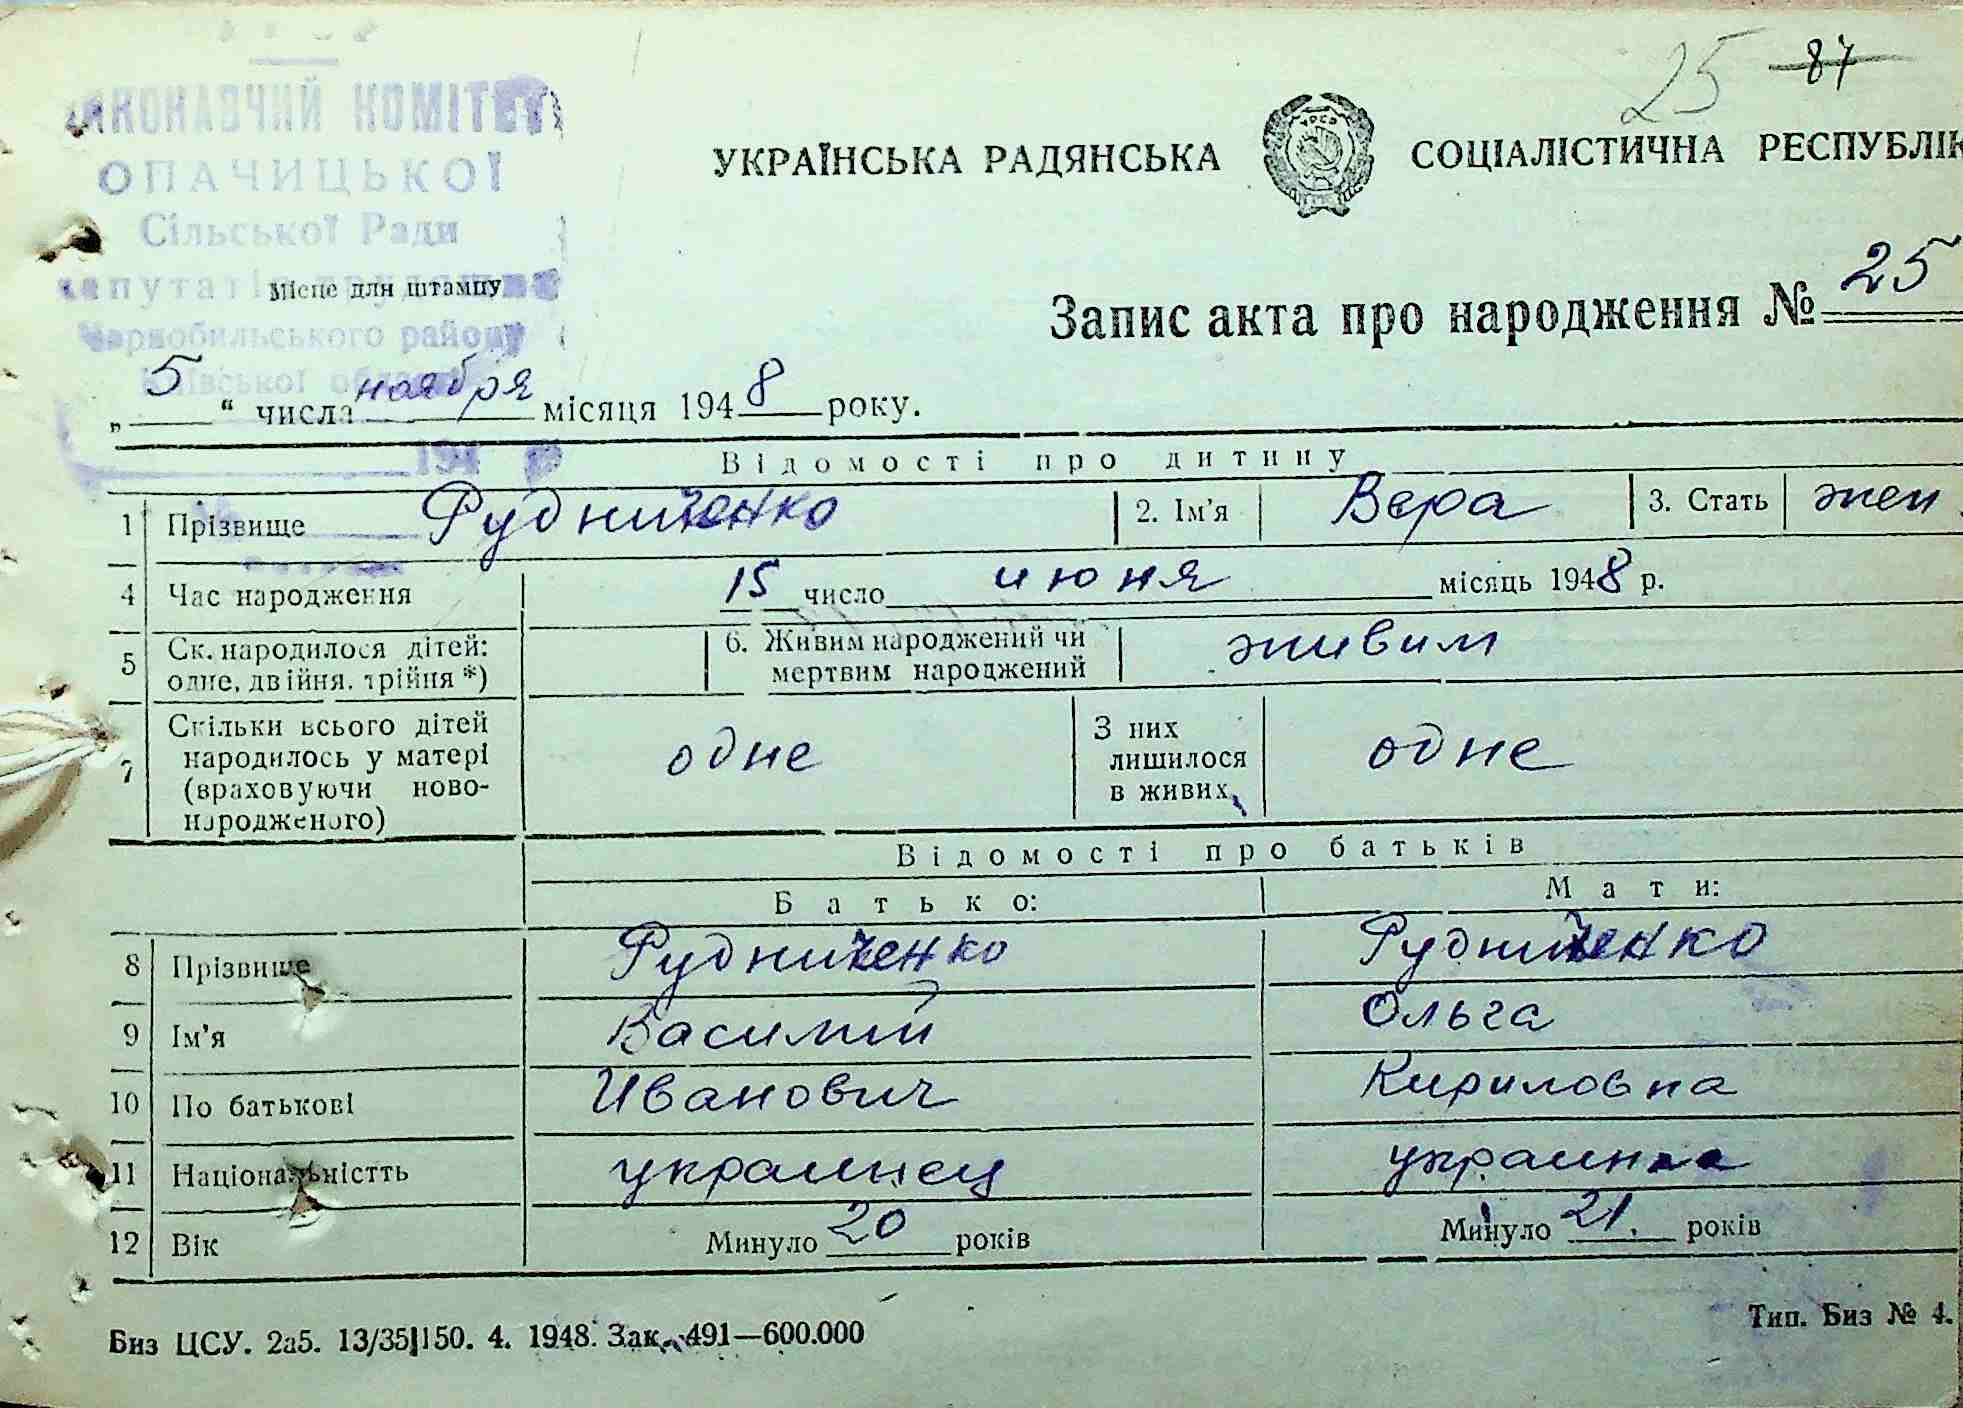 25 87
КОНАВЧИЙ КОМІТЕТ
ОПАЧИЦЬКОЇ
Сільської Ради
Чорнобильського району
Київської
УКРАЇНСЬКА РАДЯНСЬКА СОЦІАЛІСТИЧНА РЕСПУБЛІК
УРСР
Місце для штампу
Запис акта про народження № 25
„ 5 “ числа ноября місяця 1948 року.
194
Відомості про дитину
1 Прізвище Рудниченко 2. Ім'я Вера 3. Стать жен.
4 Час народження 15 число июня місяць 1948 р.
5 Ск. народилося дітей: одне, двійня, трійня *) 6. Живим народжений чи мертвим народжений живим
7 Скільки всього дітей народилось у матері (враховуючи ново-народженого) одне З них лишилося в живих одне
Відомості про батьків
Батько: Мати:
8 Прізвище Рудниченко Рудниченко
9 Ім'я Василий Ольга
10 По батькові Иванович Кириловна
11 Національністть украинец украинка
12 Вік Минуло 20 років Минуло 21. років
Биз ЦСУ. 2а5. 13/35|150. 4. 1948. Зак. 491—600.000 Тип. Биз № 4.